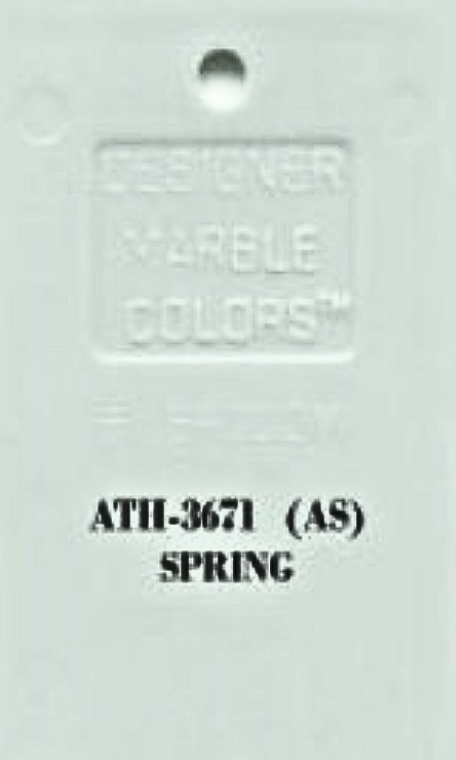 DESIGNER
MARBLE
COLORS™
ATH-3671 (AS)
SPRING